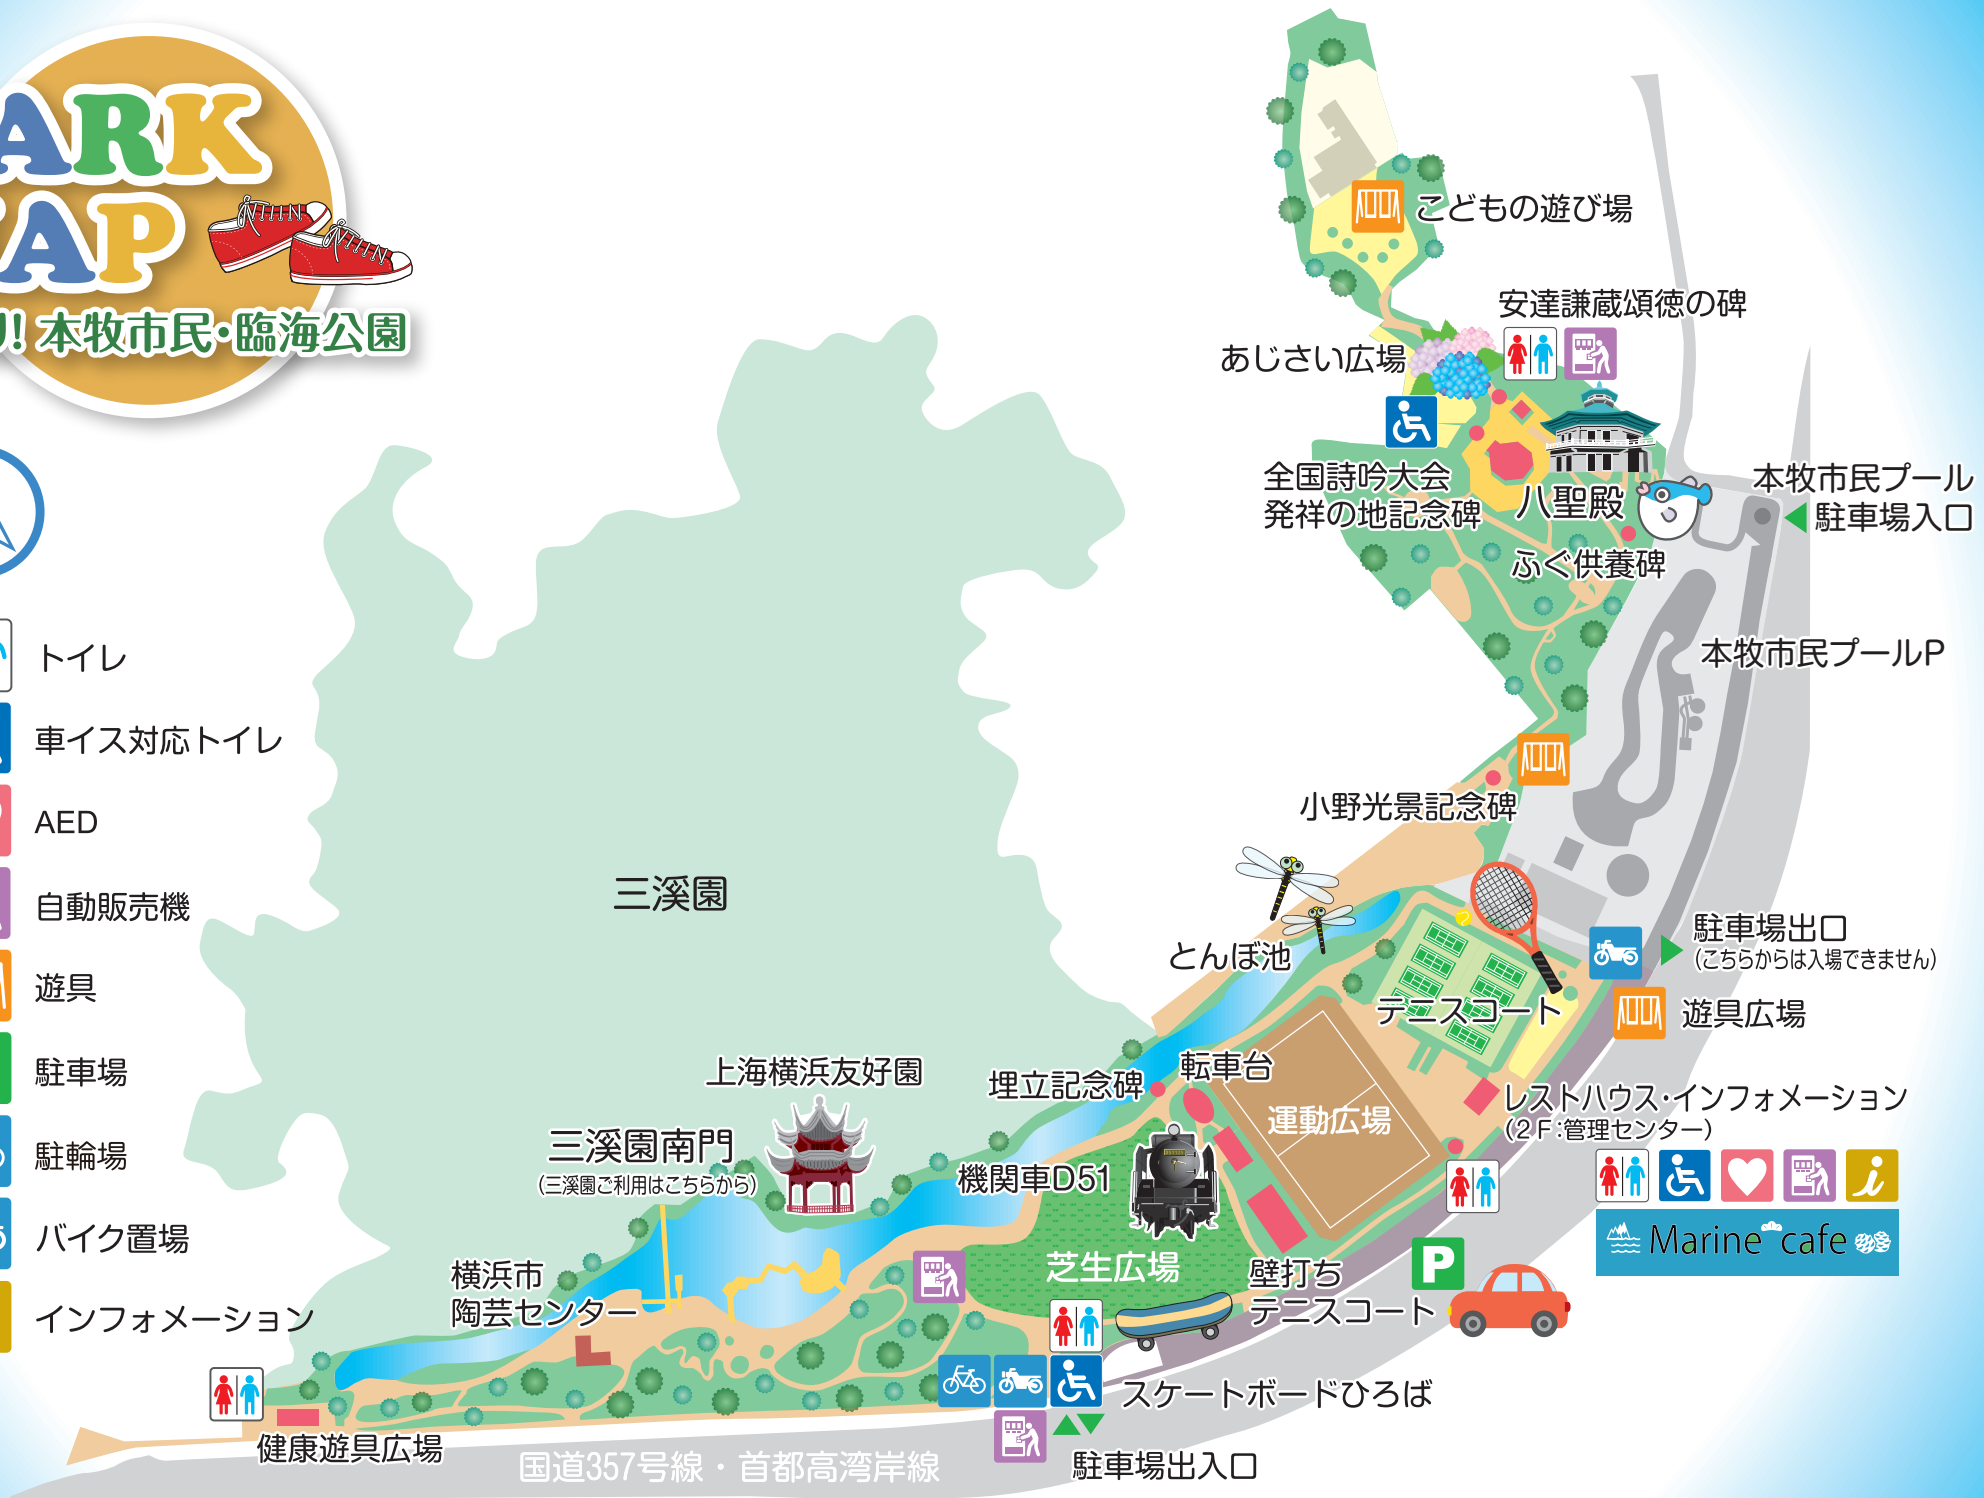 ARK
AP
! 本牧市民・臨海公園
トイレ
車イス対応トイレ
AED
自動販売機
遊具
駐車場
駐輪場
バイク置場
インフォメーション
こどもの遊び場
安達謙蔵頌徳の碑
あじさい広場
全国詩吟大会
発祥の地記念碑
八聖殿
ふぐ供養碑
本牧市民プール
駐車場入口
本牧市民プールP
小野光景記念碑
三溪園
とんぼ池
テニスコート
駐車場出口
(こちらからは入場できません)
遊具広場
上海横浜友好園
埋立記念碑
転車台
運動広場
レストハウス・インフォメーション
(2F:管理センター)
i
Marine cafe
三溪園南門
(三溪園ご利用はこちらから)
機関車D51
芝生広場
壁打ち
テニスコート
P
横浜市
陶芸センター
スケートボードひろば
健康遊具広場
国道357号線・首都高湾岸線
駐車場出入口